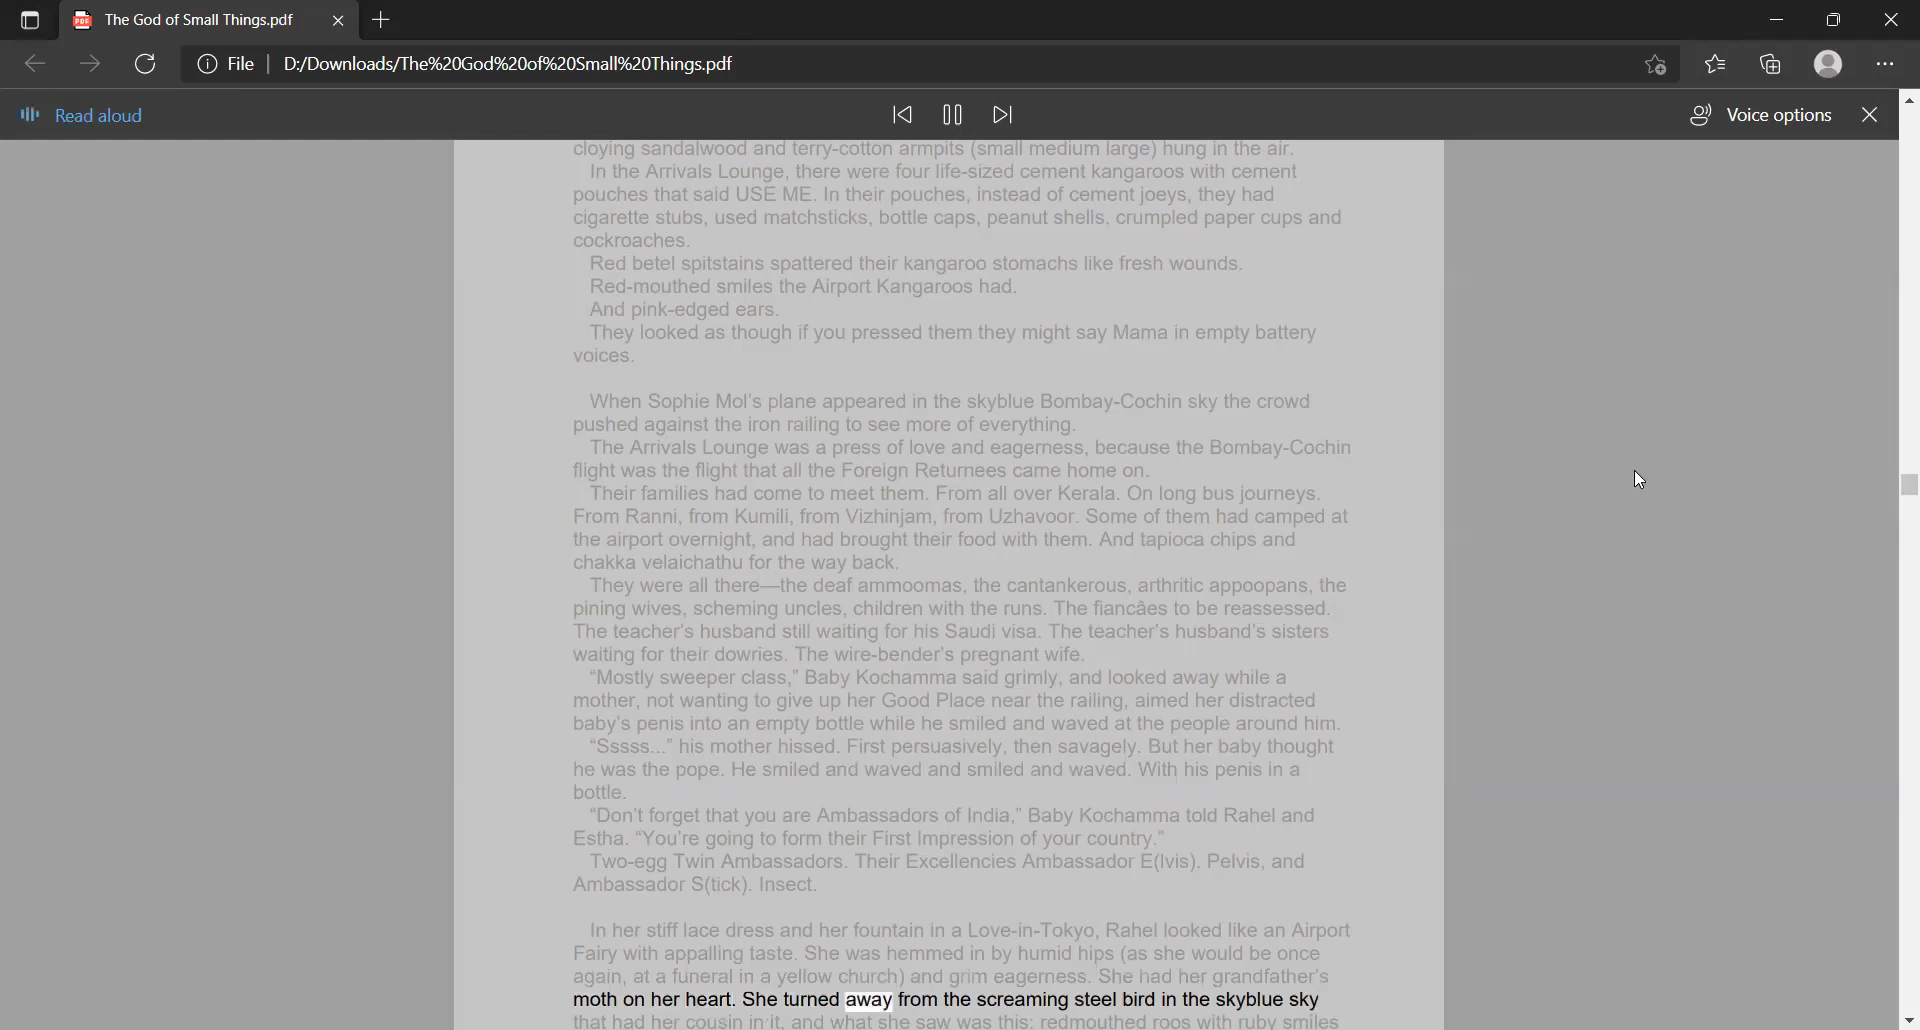 The God of Small Things.pdf
File D:/Downloads/The%20God%20of%20Small%20Things.pdf
Read aloud
Voice options
cloying sandalwood and terry-cotton armpits (small medium large) hung in the air.
In the Arrivals Lounge, there were four life-sized cement kangaroos with cement
pouches that said USE ME. In their pouches, instead of cement joeys, they had
cigarette stubs, used matchsticks, bottle caps, peanut shells, crumpled paper cups and
cockroaches.
Red betel spitstains spattered their kangaroo stomachs like fresh wounds.
Red-mouthed smiles the Airport Kangaroos had.
And pink-edged ears.
They looked as though if you pressed them they might say Mama in empty battery
voices.
When Sophie Mol's plane appeared in the skyblue Bombay-Cochin sky the crowd
pushed against the iron railing to see more of everything.
The Arrivals Lounge was a press of love and eagerness, because the Bombay-Cochin
flight was the flight that all the Foreign Returnees came home on.
Their families had come to meet them. From all over Kerala. On long bus journeys.
From Ranni, from Kumili, from Vizhinjam, from Uzhavoor. Some of them had camped at
the airport overnight, and had brought their food with them. And tapioca chips and
chakka velaichathu for the way back.
They were all there—the deaf ammoomas, the cantankerous, arthritic appoopans, the
pining wives, scheming uncles, children with the runs. The fiancâes to be reassessed.
The teacher's husband still waiting for his Saudi visa. The teacher's husband's sisters
waiting for their dowries. The wire-bender's pregnant wife.
“Mostly sweeper class,” Baby Kochamma said grimly, and looked away while a
mother, not wanting to give up her Good Place near the railing, aimed her distracted
baby's penis into an empty bottle while he smiled and waved at the people around him.
“Sssss...” his mother hissed. First persuasively, then savagely. But her baby thought
he was the pope. He smiled and waved and smiled and waved. With his penis in a
bottle.
“Don't forget that you are Ambassadors of India,” Baby Kochamma told Rahel and
Estha. “You're going to form their First Impression of your country.”
Two-egg Twin Ambassadors. Their Excellencies Ambassador E(lvis). Pelvis, and
Ambassador S(tick). Insect.
In her stiff lace dress and her fountain in a Love-in-Tokyo, Rahel looked like an Airport
Fairy with appalling taste. She was hemmed in by humid hips (as she would be once
again, at a funeral in a yellow church) and grim eagerness. She had her grandfather's
moth on her heart. She turned away from the screaming steel bird in the skyblue sky
that had her cousin in it, and what she saw was this: redmouthed roos with ruby smiles